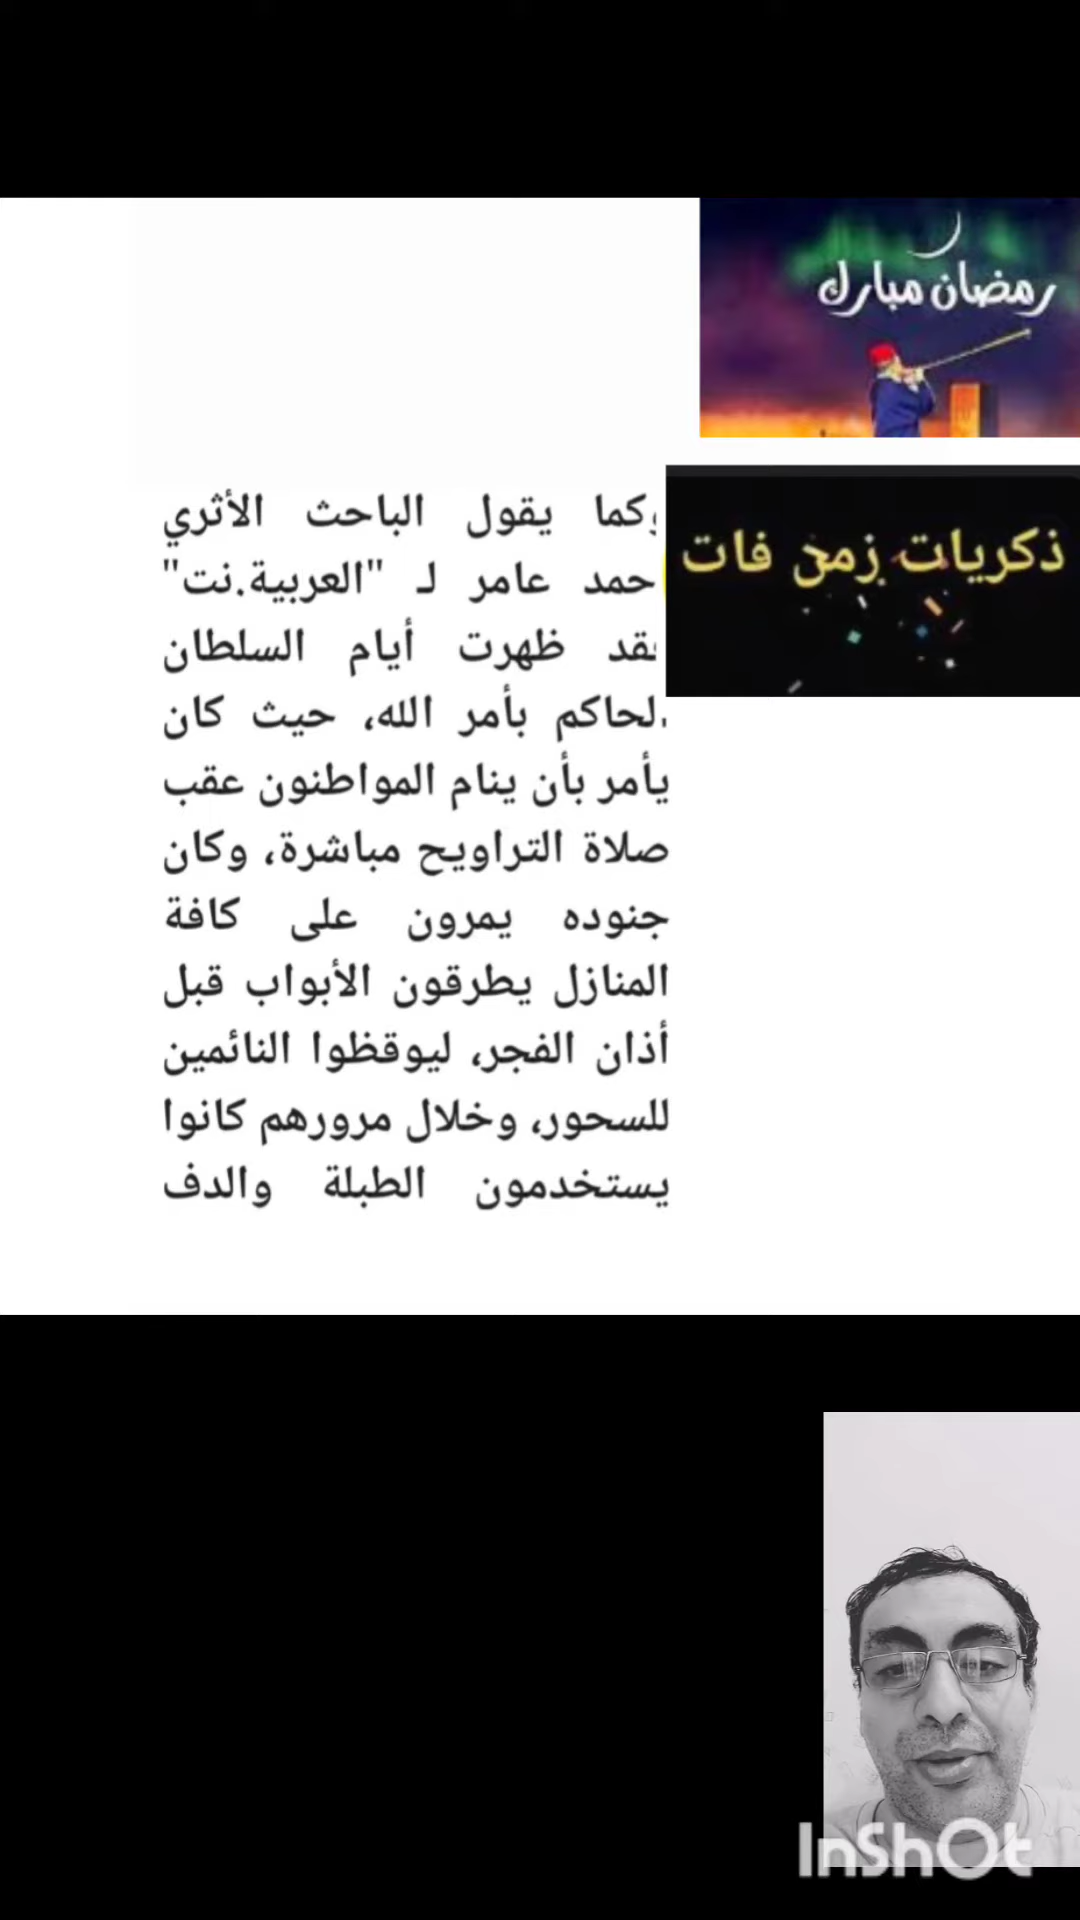 رمضان مبارك
ذكريات زمن فات
كما يقول الباحث الأثري
حمد عامر لـ "العربية.نت"
قد ظهرت أيام السلطان
لحاكم بأمر الله، حيث كان
يأمر بأن ينام المواطنون عقب
صلاة التراويح مباشرة، وكان
جنوده يمرون على كافة
المنازل يطرقون الأبواب قبل
أذان الفجر، ليوقظوا النائمين
للسحور، وخلال مرورهم كانوا
يستخدمون الطبلة والدف
InShOt